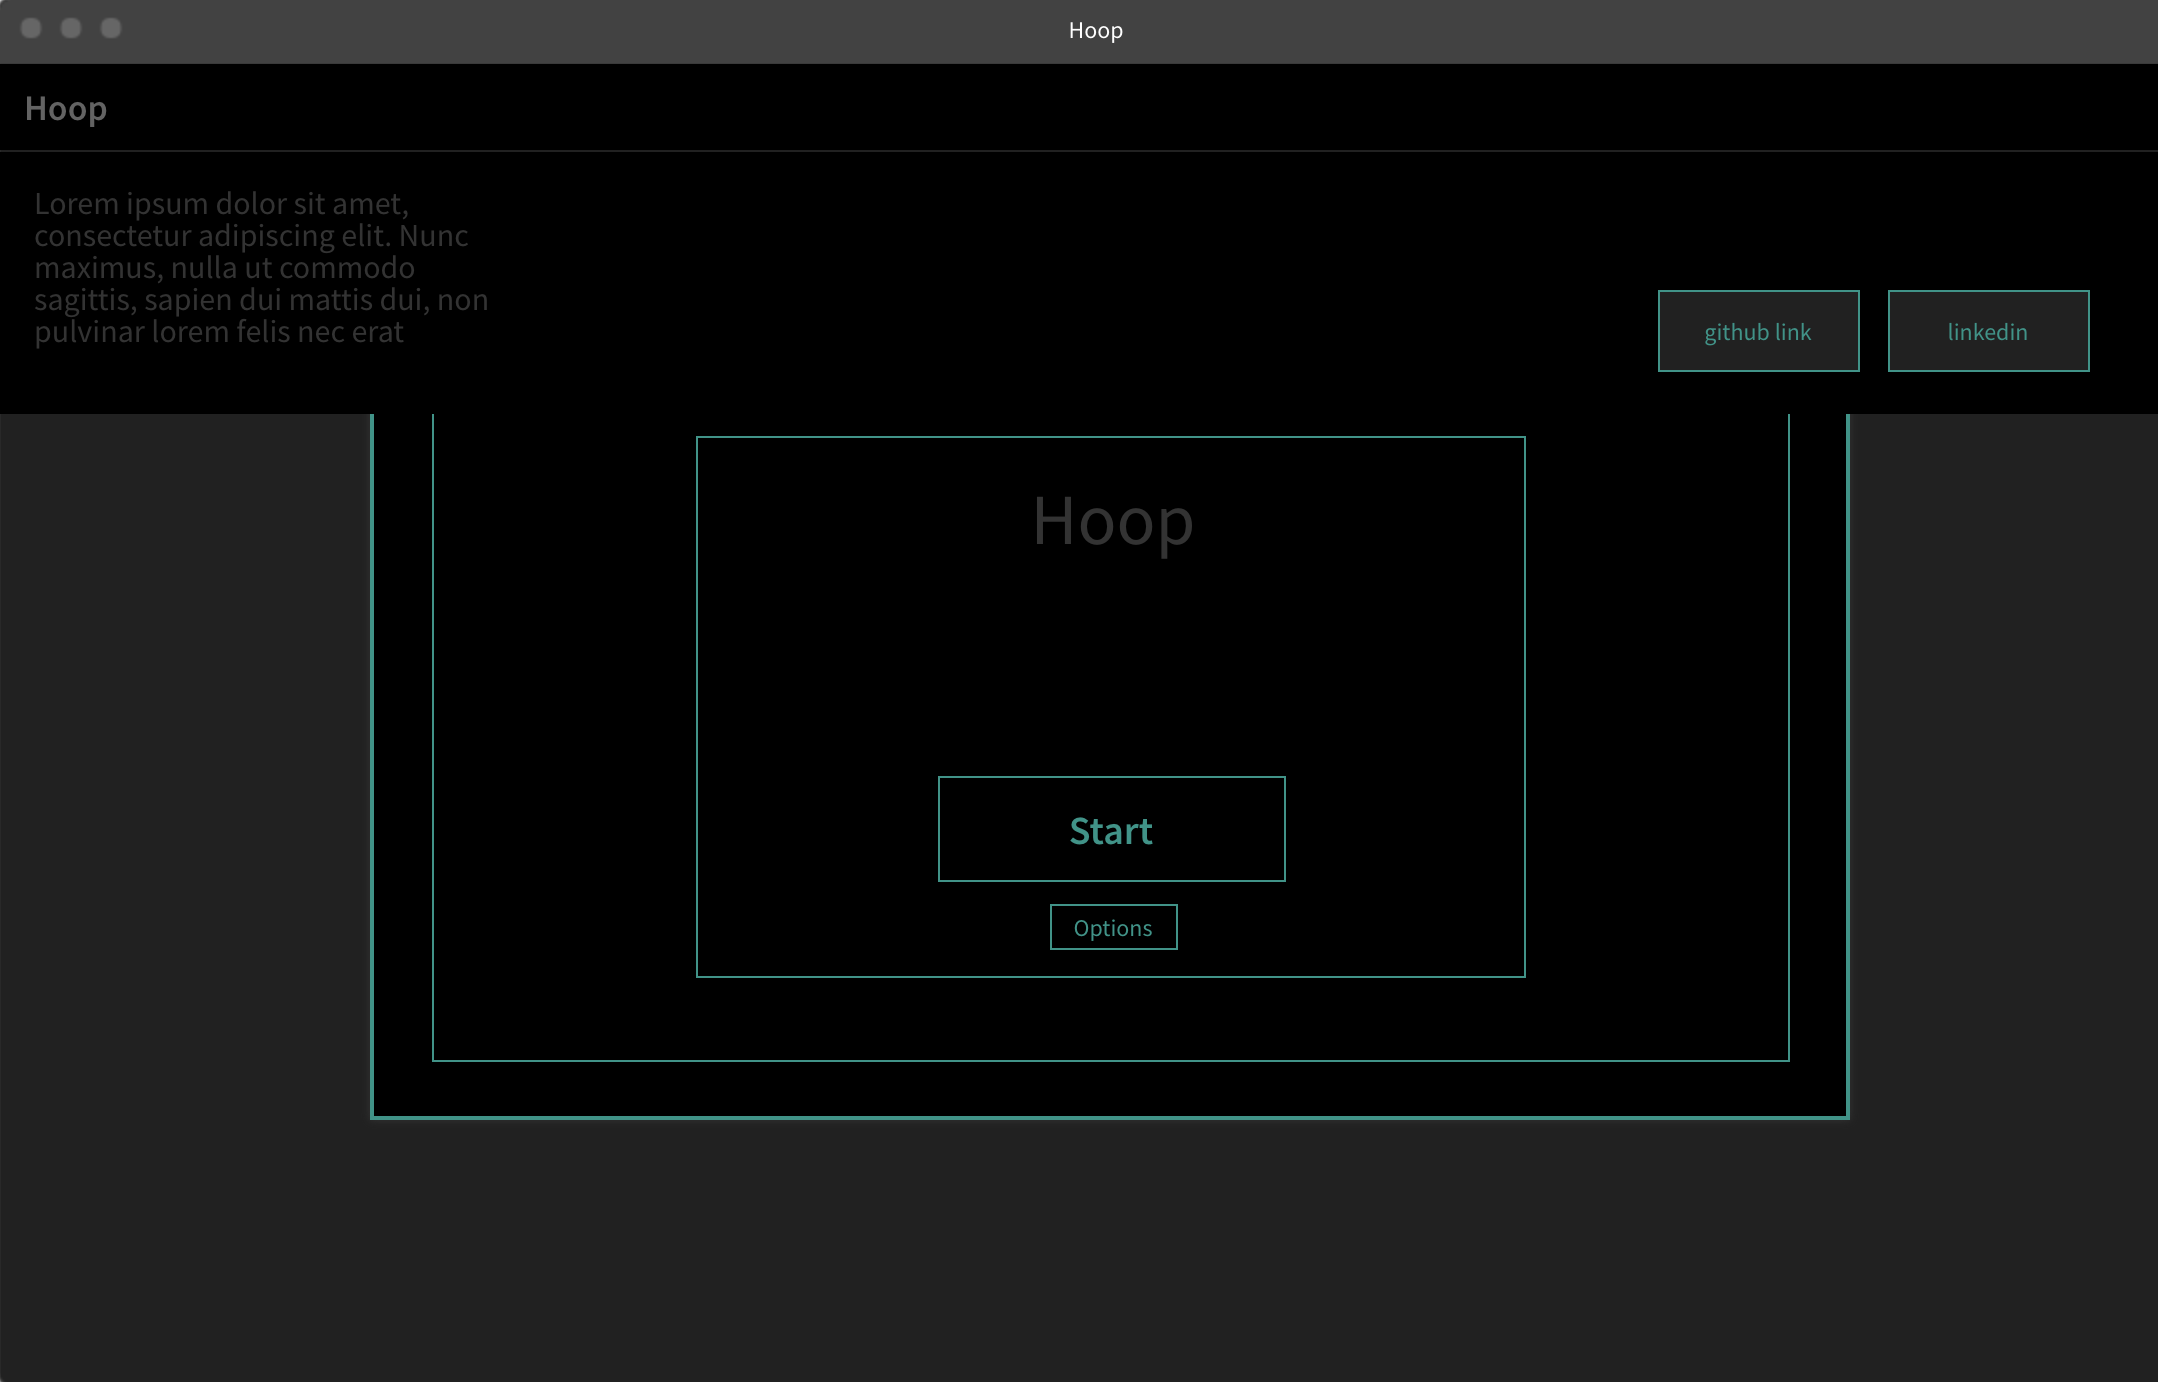 Hoop
Hoop
Lorem ipsum dolor sit amet,
consectetur adipiscing elit. Nunc
maximus, nulla ut commodo
sagittis, sapien dui mattis dui, non
pulvinar lorem felis nec erat
github link
linkedin
Hoop
Start
Options